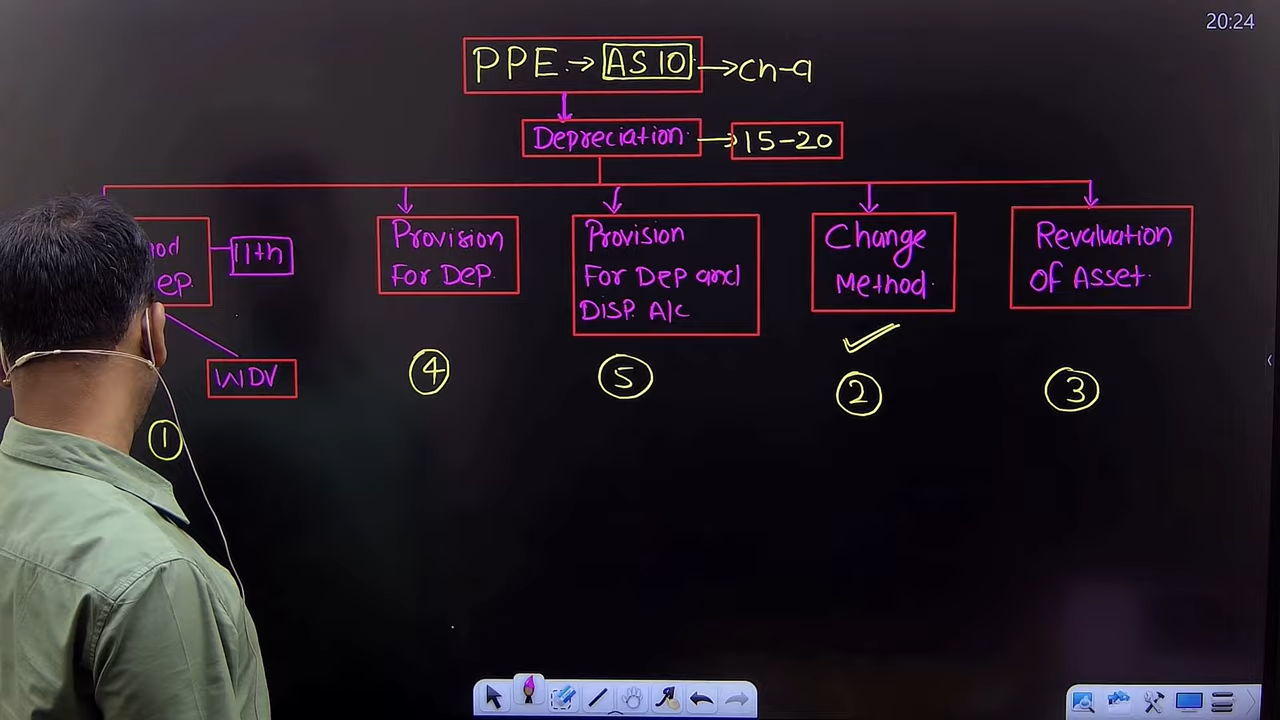 20:24
PPE → AS 10 → Ch-9
Depreciation → 15-20
11th
Provision
For Dep.
Provision
For Dep and
DISP. A/c
Change
Method
Revaluation
of Asset.
WDV
1
4
5
2
3